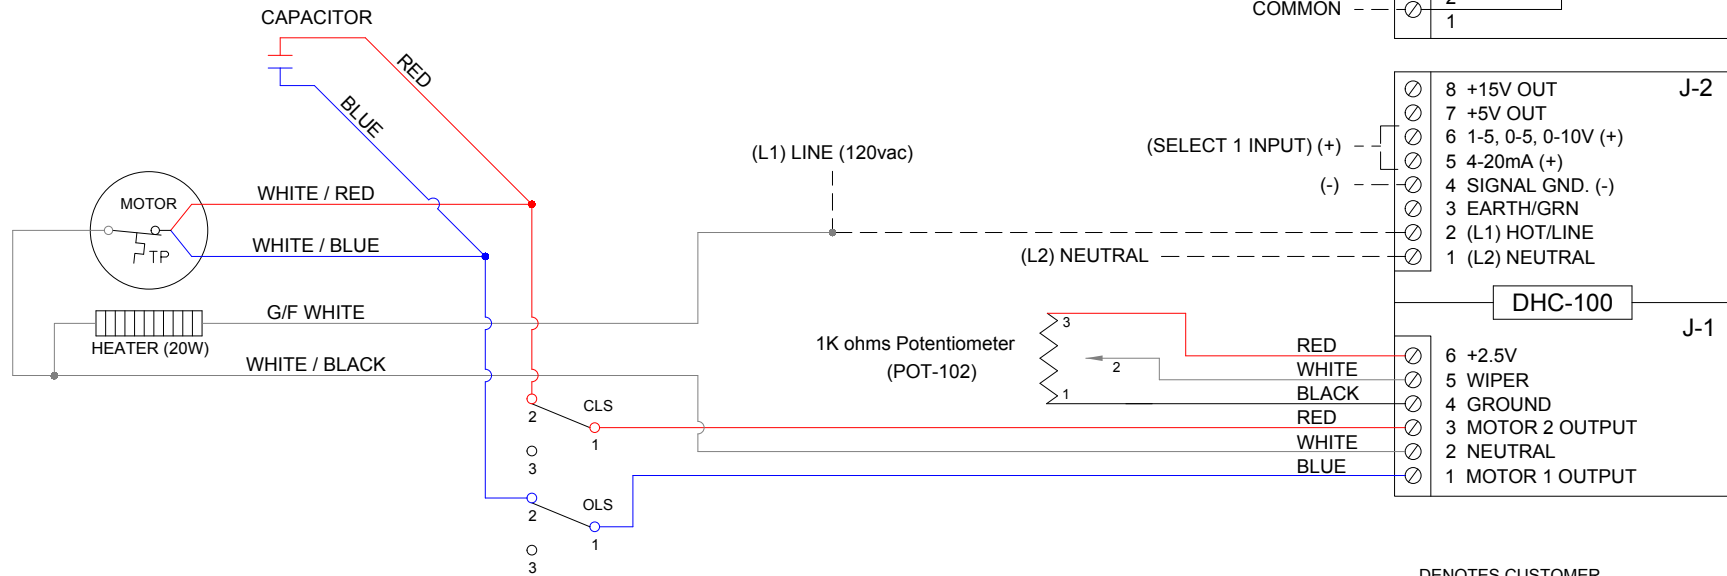 CAPACITOR
COMMON
1
RED
BLUE
8 +15V OUT
J-2
7 +5V OUT
(SELECT 1 INPUT) (+)
6 1-5, 0-5, 0-10V (+)
(L1) LINE (120vac)
5 4-20mA (+)
(-)
4 SIGNAL GND. (-)
MOTOR
WHITE / RED
3 EARTH/GRN
2 (L1) HOT/LINE
TP
WHITE / BLUE
(L2) NEUTRAL
1 (L2) NEUTRAL
DHC-100
G/F WHITE
HEATER (20W)
J-1
3
1K ohms Potentiometer
(POT-102)
2
1
RED
6 +2.5V
WHITE / BLACK
WHITE
5 WIPER
BLACK
4 GROUND
CLS
2
1
RED
3 MOTOR 2 OUTPUT
WHITE
2 NEUTRAL
3
BLUE
1 MOTOR 1 OUTPUT
OLS
2
1
3
DENOTES CUSTOMER